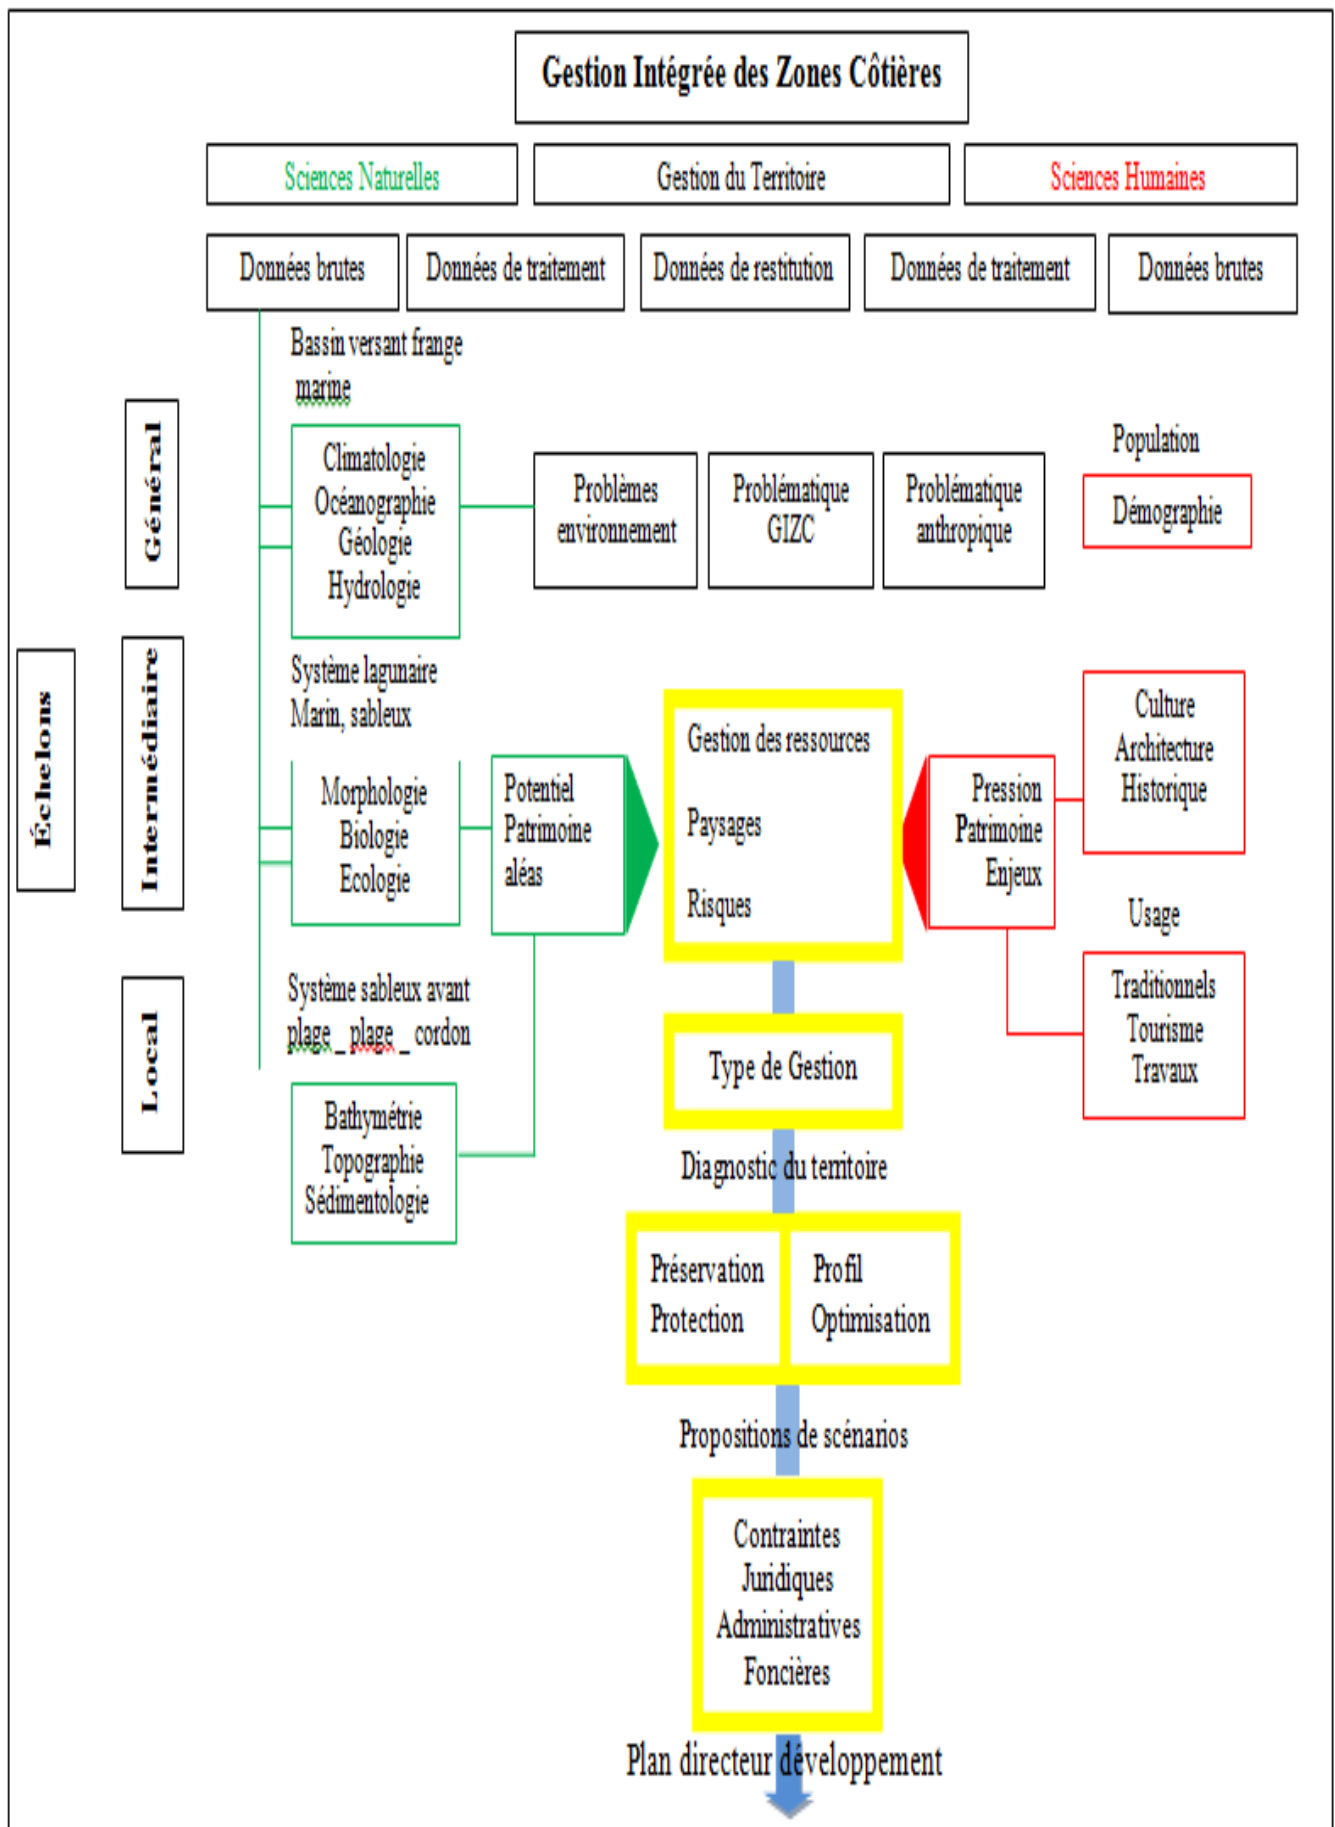 Gestion Intégrée des Zones Côtières
Sciences Naturelles
Gestion du Territoire
Sciences Humaines
Données brutes
Données de traitement
Données de restitution
Données de traitement
Données brutes
Échelons
Général
Bassin versant frange
marine
Climatologie
Océanographie
Géologie
Hydrologie
Problèmes
environnement
Problématique
GIZC
Problématique
anthropique
Population
Démographie
Intermédiaire
Système lagunaire
Marin, sableux
Morphologie
Biologie
Ecologie
Potentiel
Patrimoine
aléas
Gestion des ressources
Paysages
Risques
Pression
Patrimoine
Enjeux
Culture
Architecture
Historique
Usage
Traditionnels
Tourisme
Travaux
Local
Système sableux avant
plage _ plage _ cordon
Bathymétrie
Topographie
Sédimentologie
Type de Gestion
Diagnostic du territoire
Préservation
Protection
Profil
Optimisation
Propositions de scénarios
Contraintes
Juridiques
Administratives
Foncières
Plan directeur développement